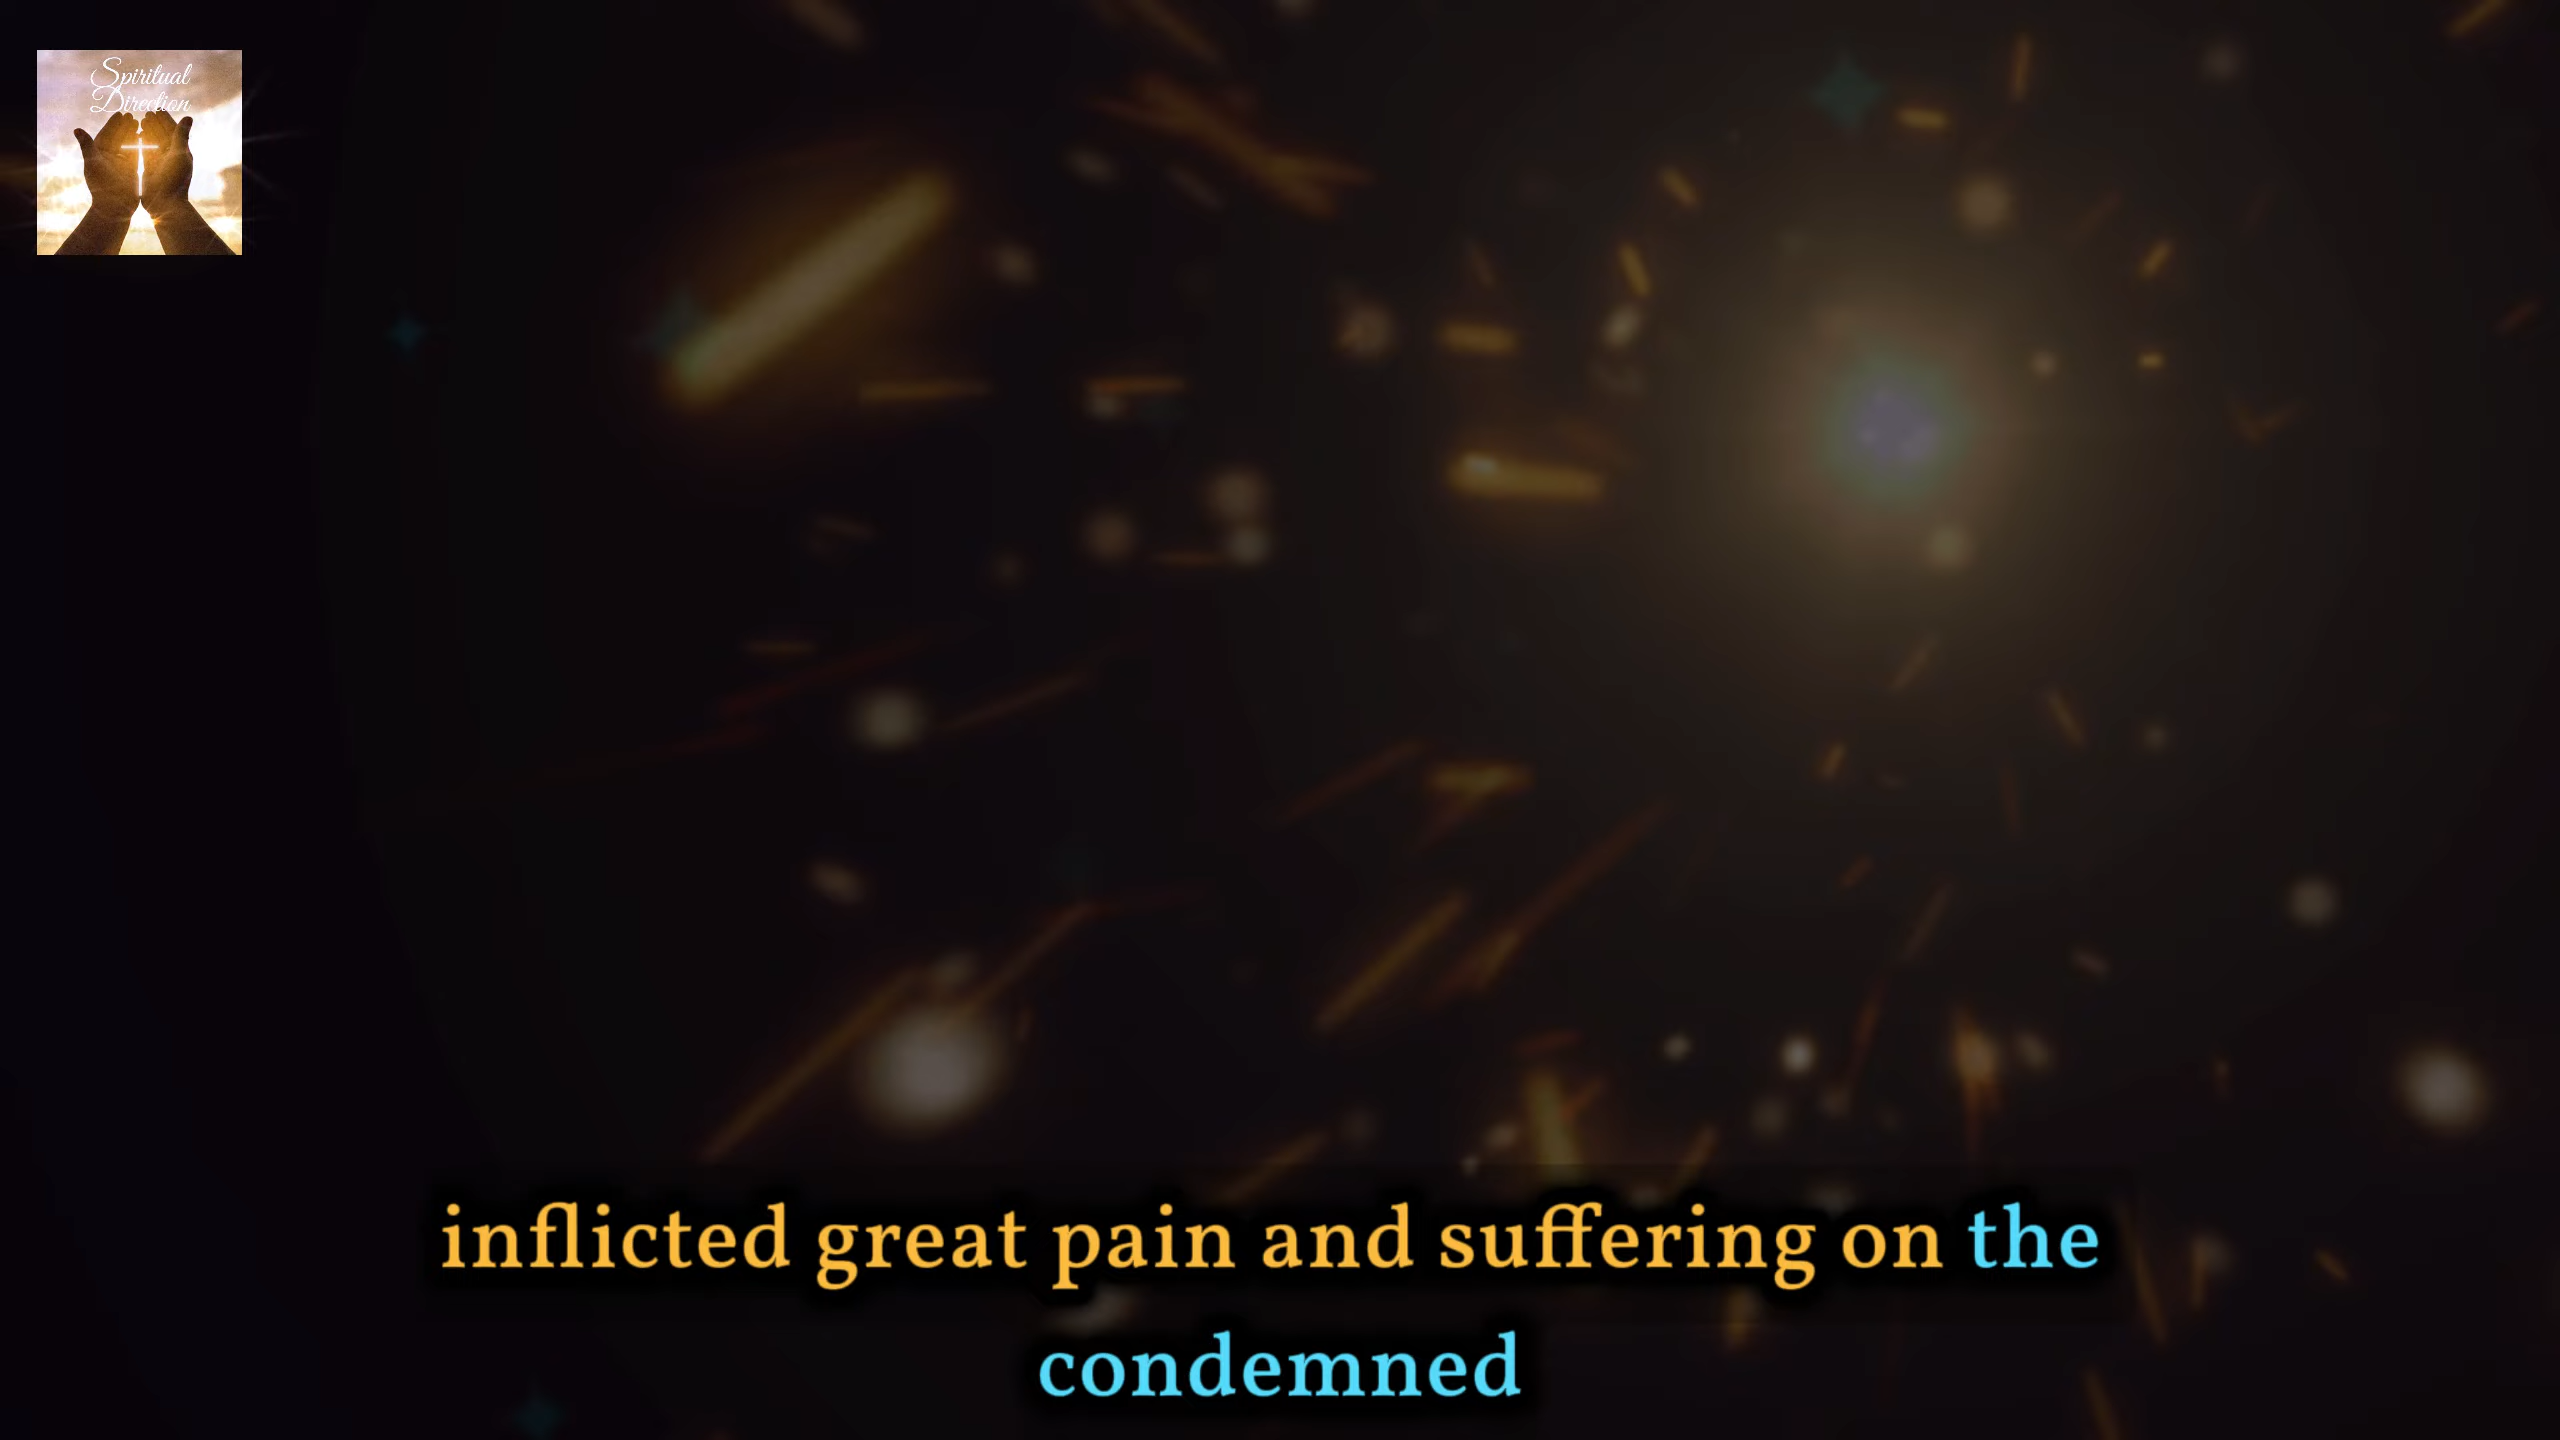 Spiritual
Direction
inflicted great pain and suffering on the
condemned